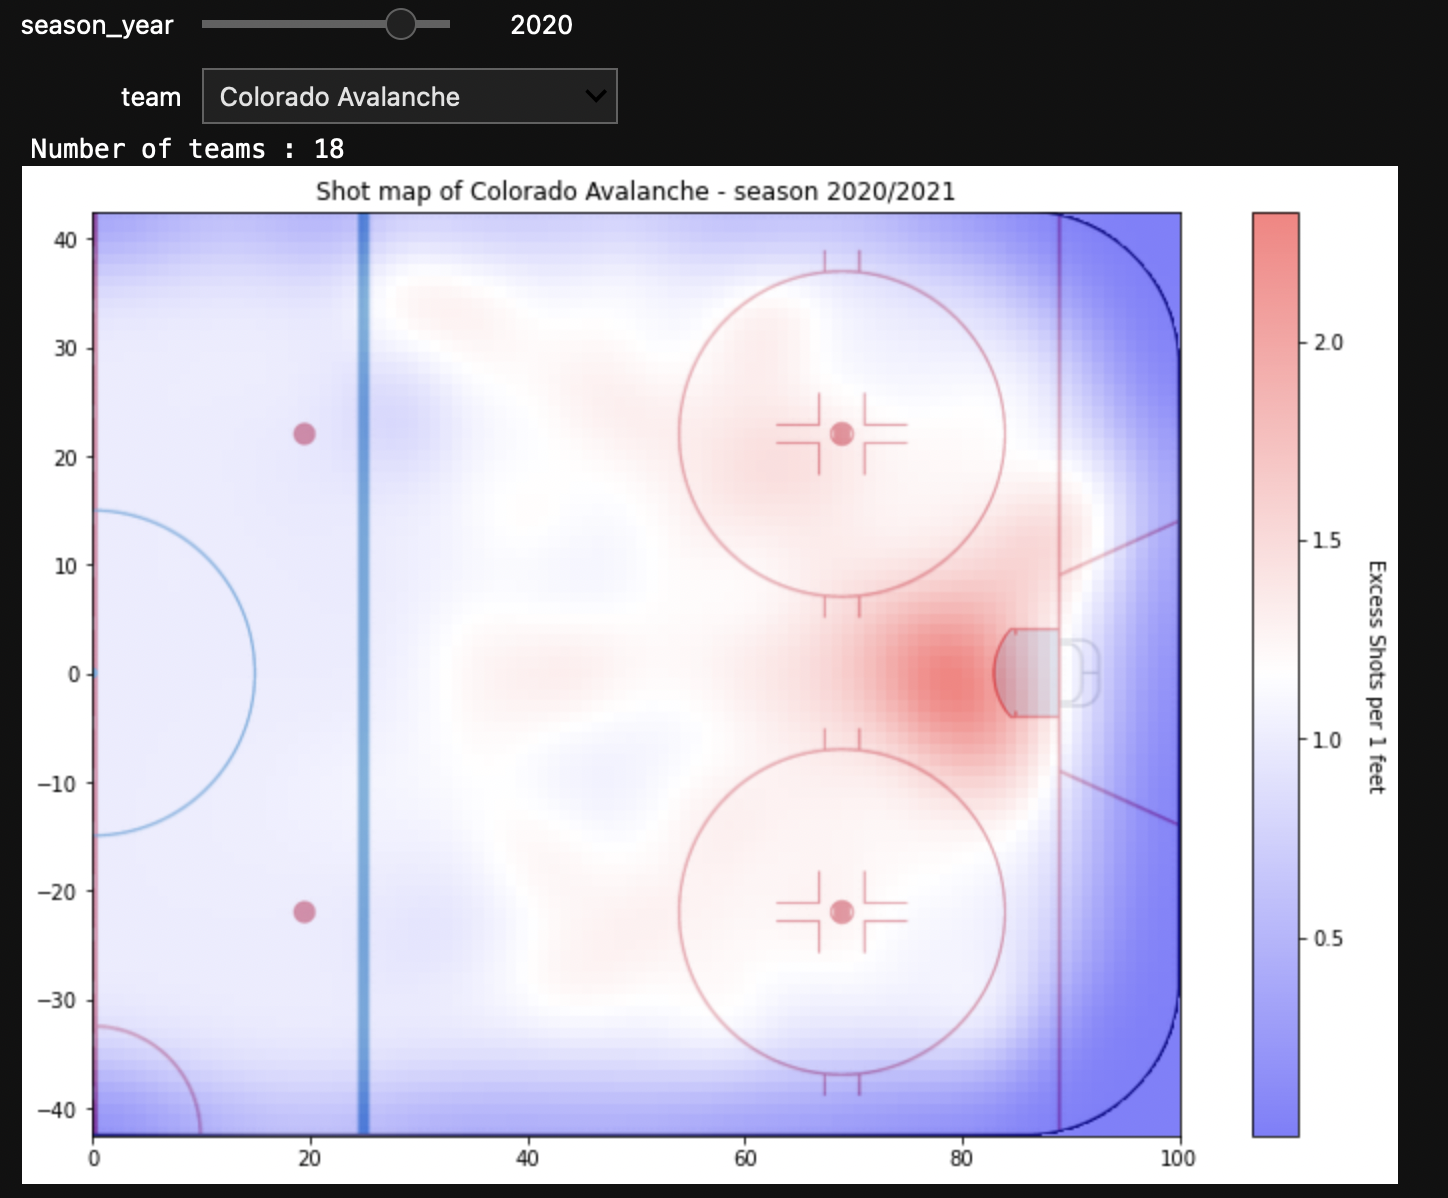 season_year 2020
team Colorado Avalanche
Number of teams : 18
Shot map of Colorado Avalanche - season 2020/2021
40
30
20
10
0
−10
−20
−30
−40
0 20 40 60 80 100
2.0
1.5
1.0
0.5
Excess Shots per 1 feet